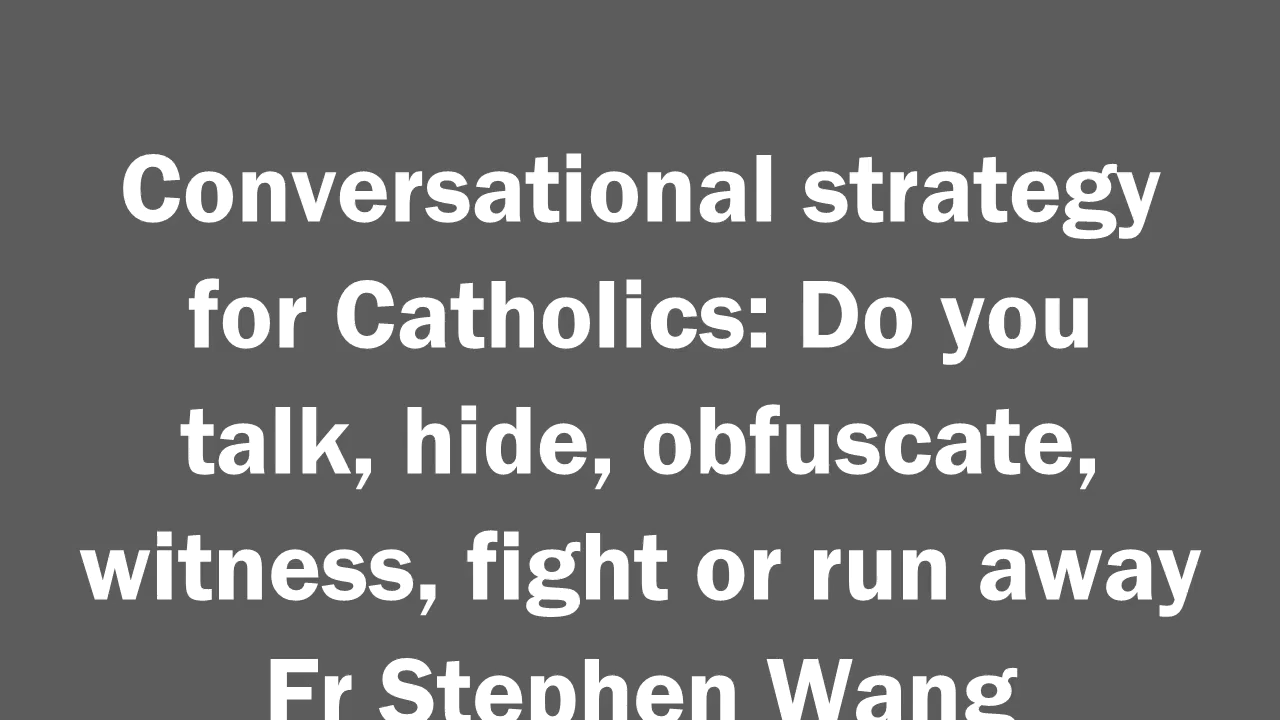 Conversational strategy
for Catholics: Do you
talk, hide, obfuscate,
witness, fight or run away
Fr Stephen Wang